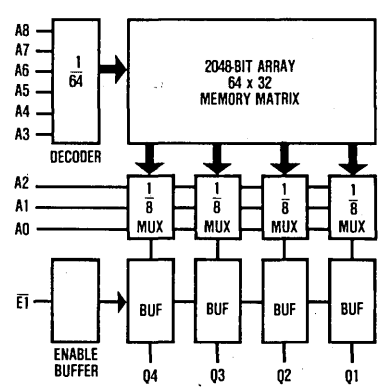 A8
A7
A6
A5
A4
A3
1
64
DECODER
2048-BIT ARRAY
64 x 32
MEMORY MATRIX
A2
A1
A0
1
8
MUX
1
8
MUX
1
8
MUX
1
8
MUX
E1
ENABLE
BUFFER
BUF
BUF
BUF
BUF
Q4
Q3
Q2
Q1